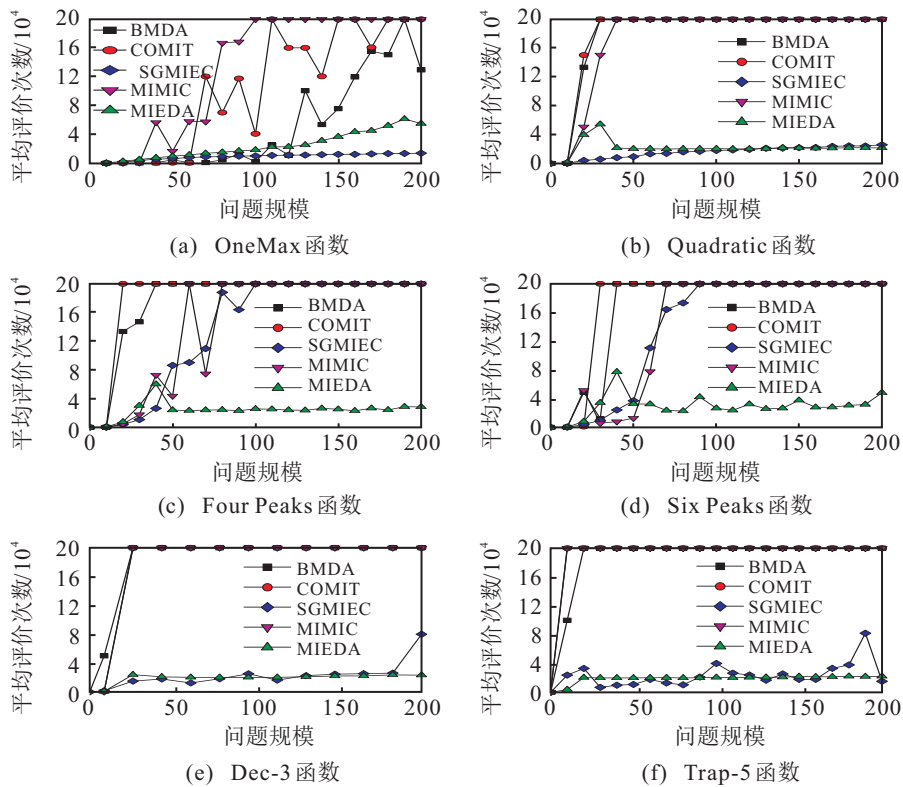 平均评价次数/10⁴
20
16
12
8
4
0
BMDA
COMIT
SGMIEC
MIMIC
MIEDA
0 50 100 150 200
问题规模
(a) OneMax函数
平均评价次数/10⁴
20
16
12
8
4
0
BMDA
COMIT
SGMIEC
MIMIC
MIEDA
0 50 100 150 200
问题规模
(b) Quadratic函数
平均评价次数/10⁴
20
16
12
8
4
0
BMDA
COMIT
SGMIEC
MIMIC
MIEDA
0 50 100 150 200
问题规模
(c) Four Peaks函数
平均评价次数/10⁴
20
16
12
8
4
0
BMDA
COMIT
SGMIEC
MIMIC
MIEDA
0 50 100 150 200
问题规模
(d) Six Peaks函数
平均评价次数/10⁴
20
16
12
8
4
0
BMDA
COMIT
SGMIEC
MIMIC
MIEDA
0 50 100 150 200
问题规模
(e) Dec-3函数
平均评价次数/10⁴
20
16
12
8
4
0
BMDA
COMIT
SGMIEC
MIMIC
MIEDA
0 50 100 150 200
问题规模
(f) Trap-5函数